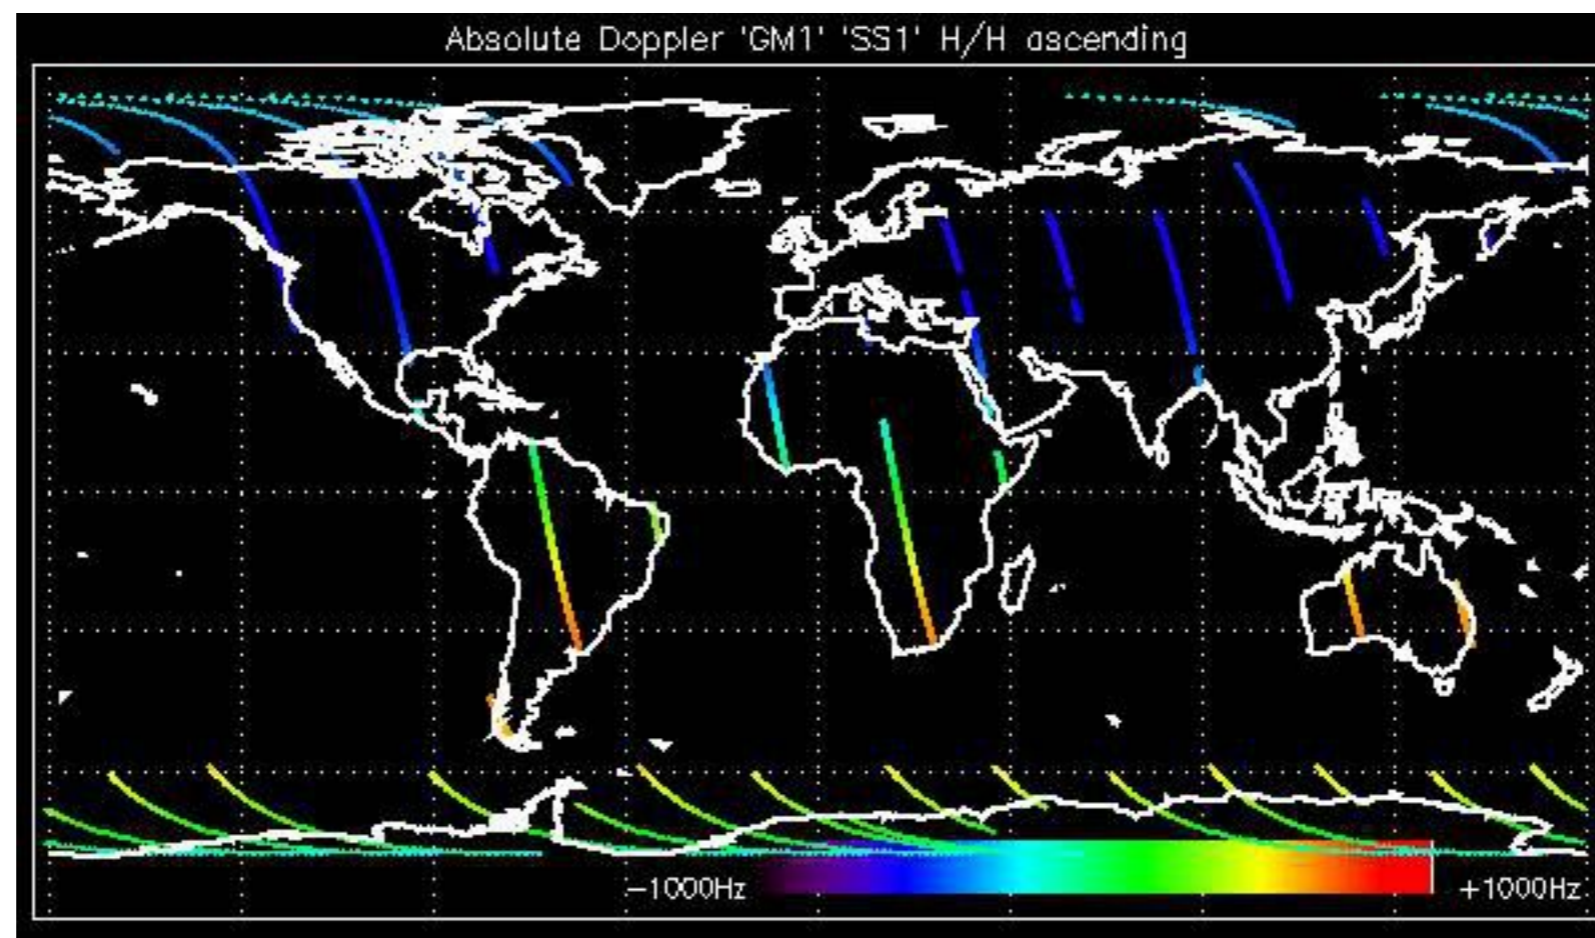 Absolute Doppler 'GM1' 'SS1' H/H ascending
−1000Hz
+1000Hz